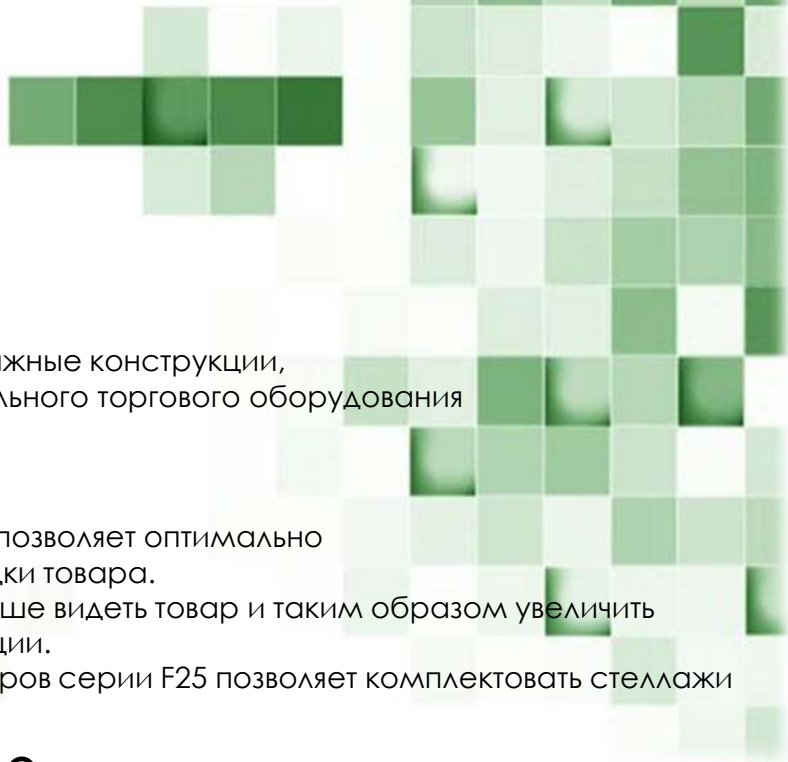 жные конструкции,
льного торгового оборудования
позволяет оптимально
ки товара.
ше видеть товар и таким образом увеличить
ции.
ров серии F25 позволяет комплектовать стеллажи